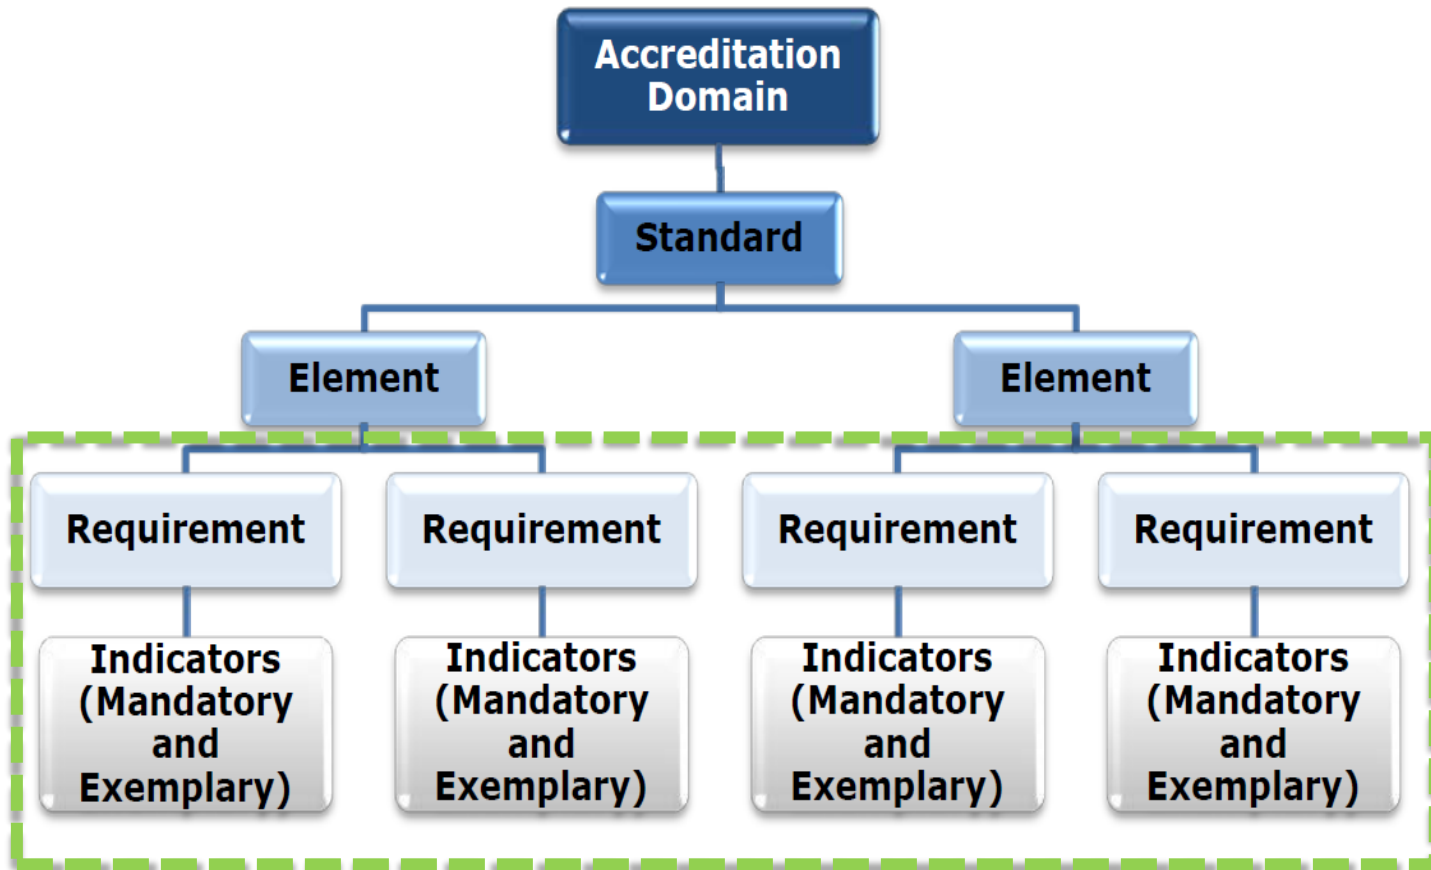 Accreditation
Domain
Standard
Element
Element
Requirement
Requirement
Requirement
Requirement
Indicators
(Mandatory
and
Exemplary)
Indicators
(Mandatory
and
Exemplary)
Indicators
(Mandatory
and
Exemplary)
Indicators
(Mandatory
and
Exemplary)